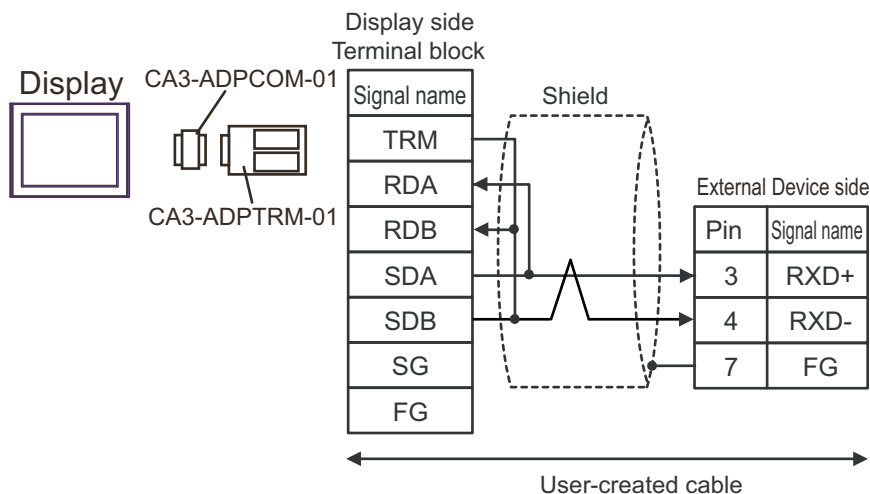 Display side
Terminal block
Display
CA3-ADPCOM-01
CA3-ADPTRM-01
Signal name
TRM
RDA
RDB
SDA
SDB
SG
FG
Shield
External Device side
Pin Signal name
3 RXD+
4 RXD-
7 FG
User-created cable